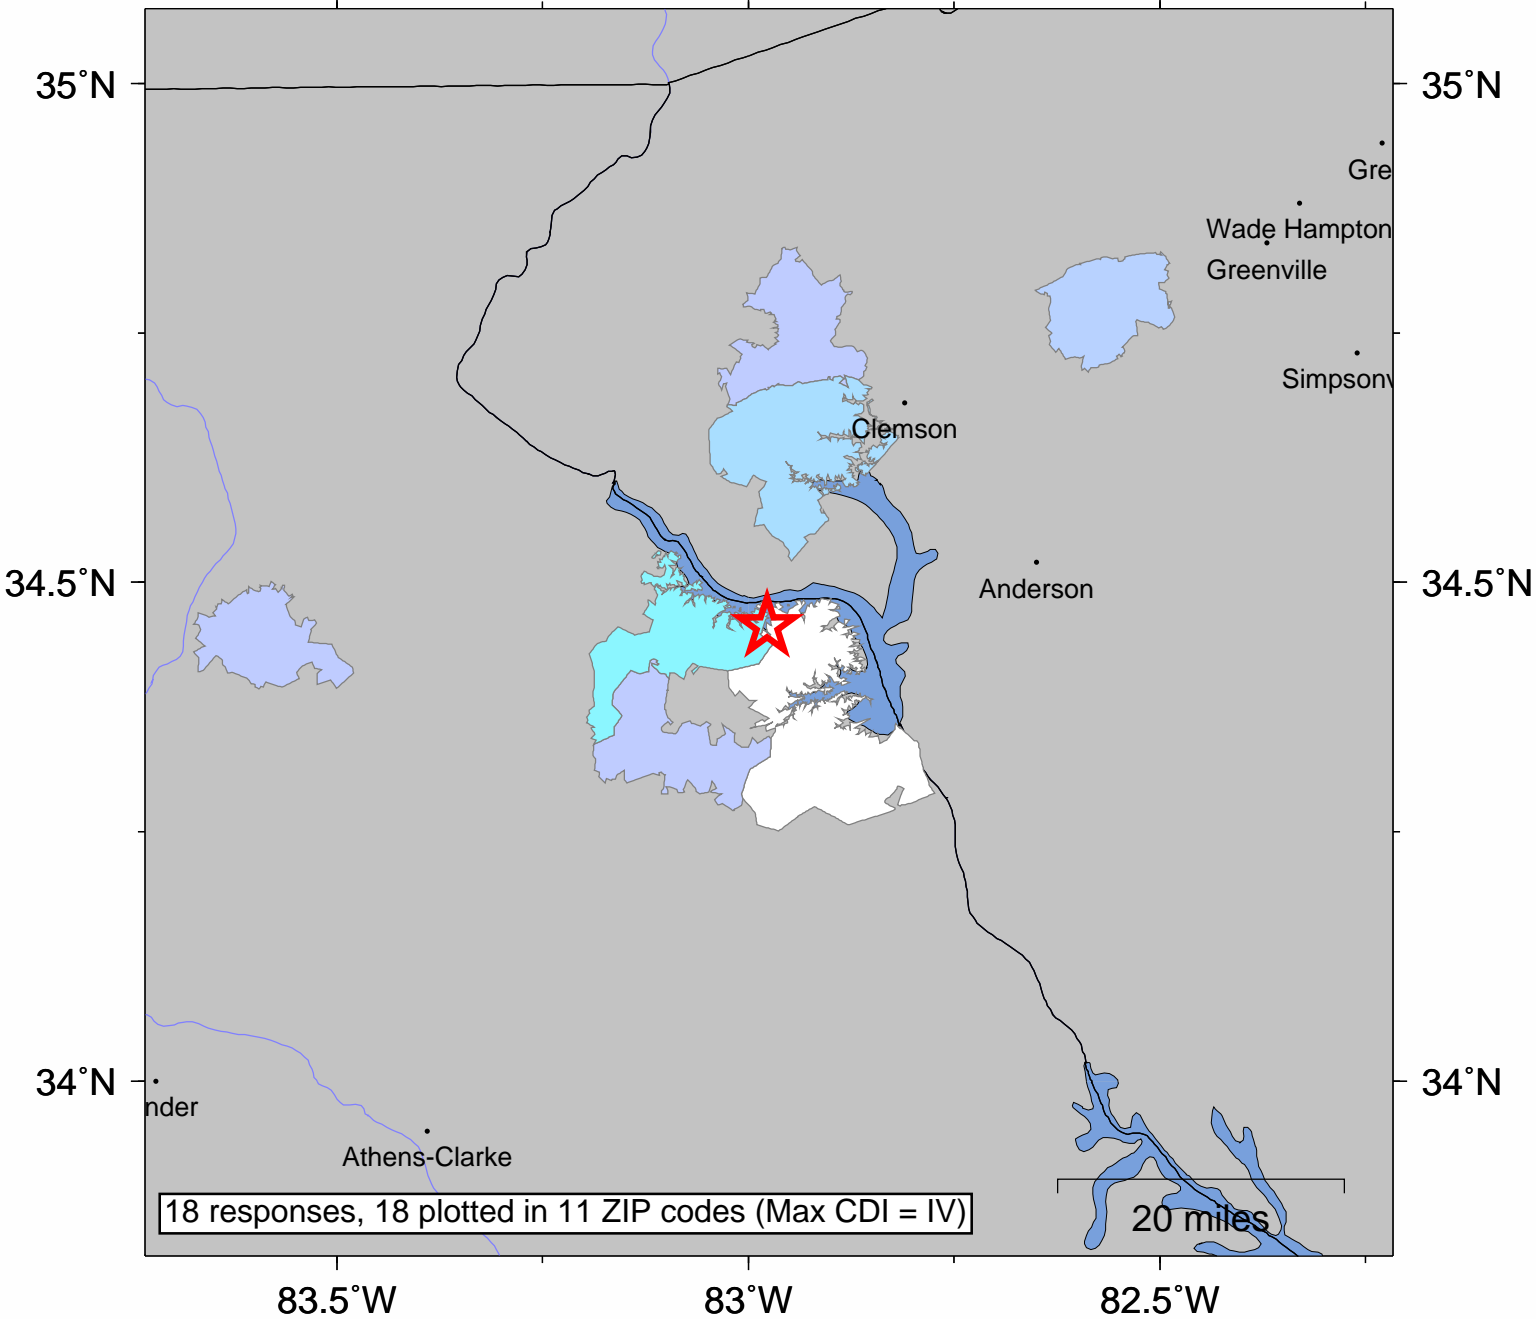 35°N
35°N
Gre
Wade Hampton
Greenville
Simpsonv
Clemson
34.5°N
34.5°N
Anderson
34°N
34°N
nder
Athens-Clarke
18 responses, 18 plotted in 11 ZIP codes (Max CDI = IV)
20 miles
83.5°W
83°W
82.5°W